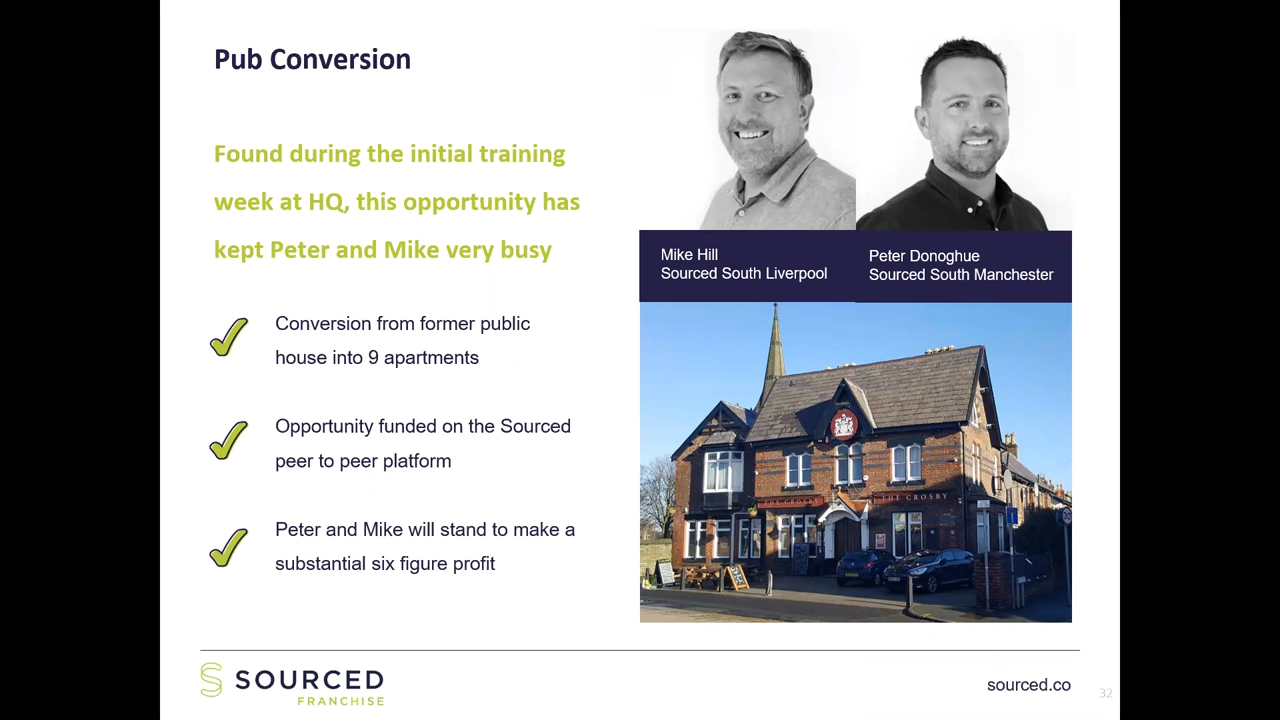 Pub Conversion
Found during the initial training
week at HQ, this opportunity has
kept Peter and Mike very busy
Conversion from former public
house into 9 apartments
Opportunity funded on the Sourced
peer to peer platform
Peter and Mike will stand to make a
substantial six figure profit
Mike Hill
Sourced South Liverpool
Peter Donoghue
Sourced South Manchester
THE CROSBY
THE CROSBY
SOURCED
FRANCHISE
sourced.co
32